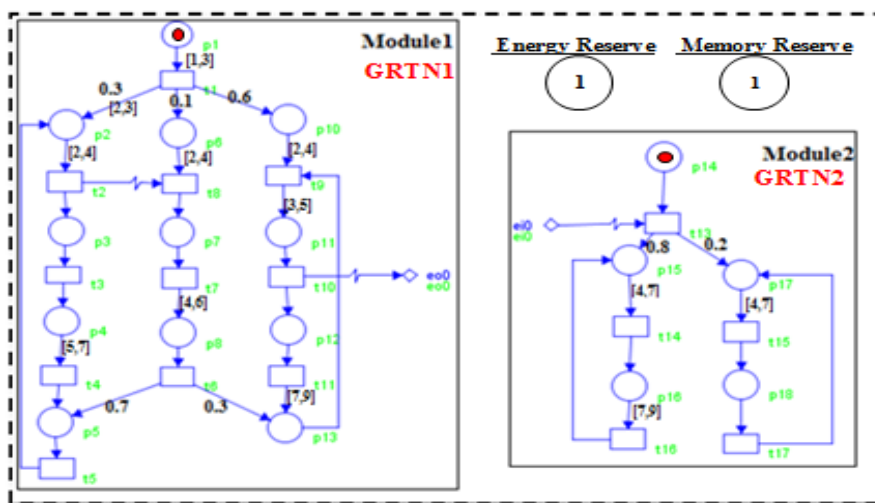 p1
Module1
GRTN1
[1,3]
t1
0.3
0.1
0.6
[2,3]
p2
p6
p10
[2,4]
[2,4]
[2,4]
t2
t8
t9
[3,5]
p3
p7
p11
t3
t7
t10
eo0
eo0
[4,6]
p4
p8
p12
[5,7]
t4
t6
t11
[7,9]
0.7
0.3
p5
p13
t5
Energy Reserve
Memory Reserve
1
1
Module2
GRTN2
p14
ei0
ei0
t13
0.8
0.2
p15
p17
[4,7]
[4,7]
t14
t15
p16
p18
[7,9]
t16
t17